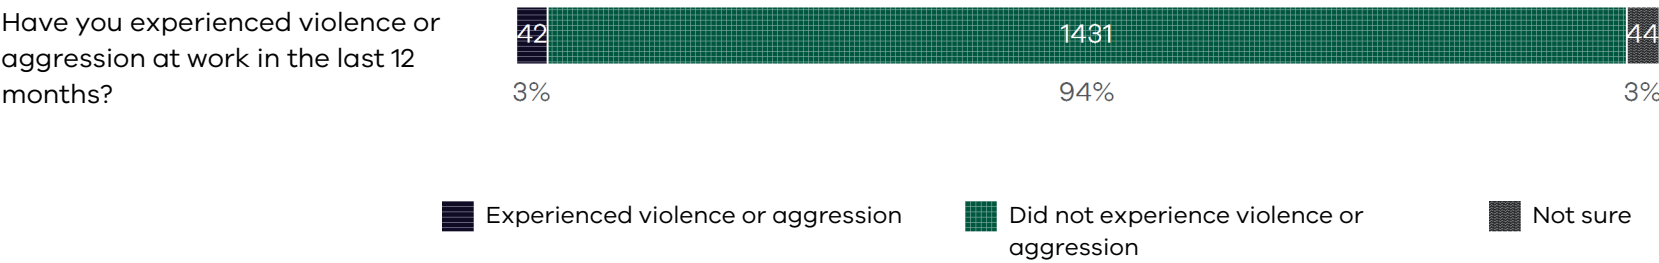 Have you experienced violence or
aggression at work in the last 12
months?
42 1431 44
3% 94% 3%
Experienced violence or aggression
Did not experience violence or
aggression
Not sure